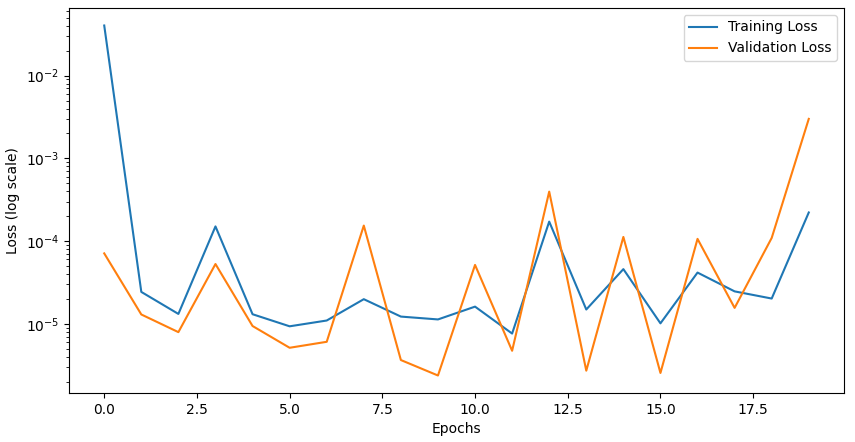 Training Loss
Validation Loss
10⁻²
10⁻³
10⁻⁴
10⁻⁵
Loss (log scale)
0.0 2.5 5.0 7.5 10.0 12.5 15.0 17.5
Epochs